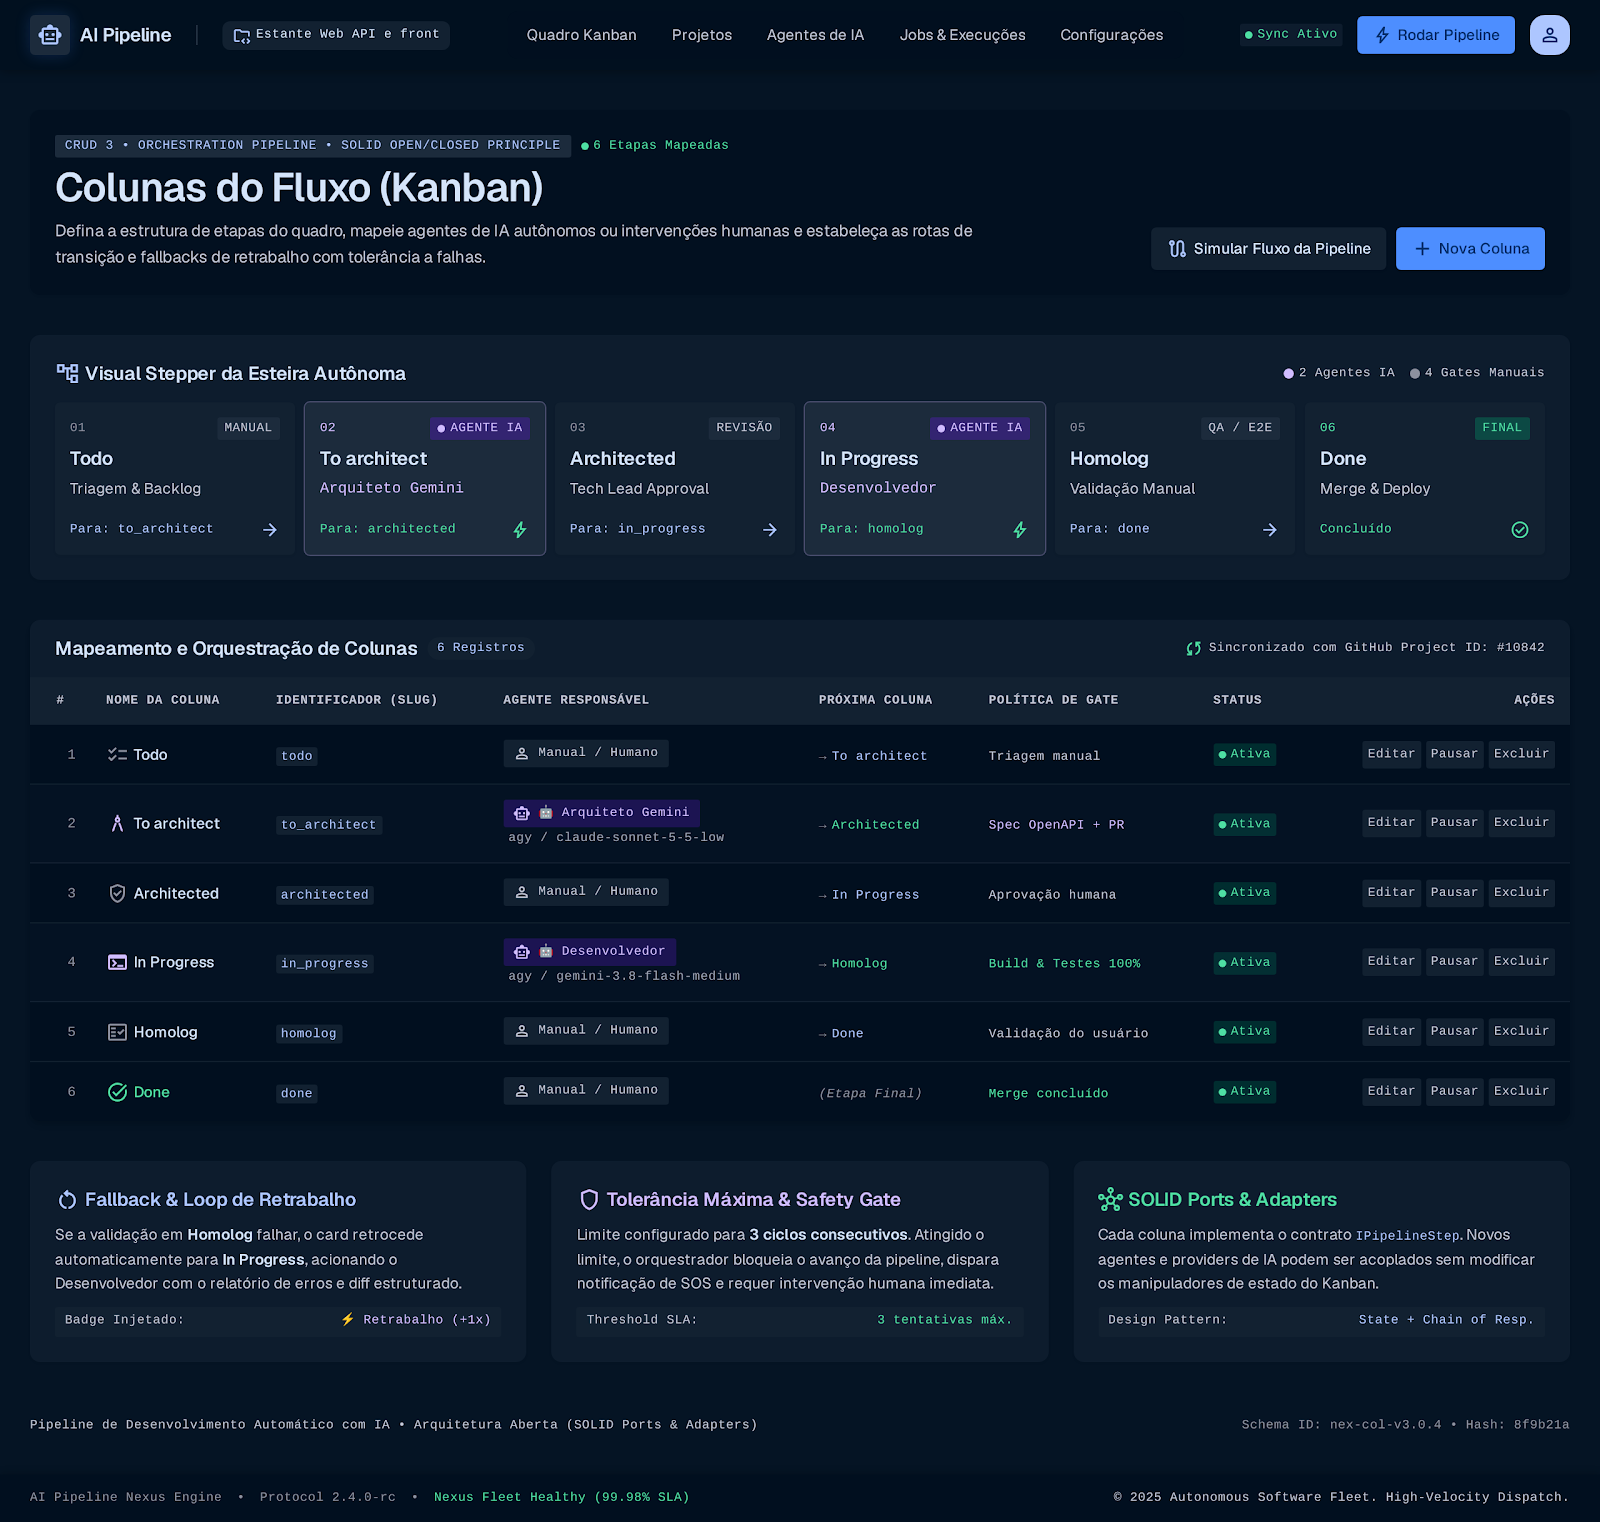 AI Pipeline
Estante Web API e front
Quadro Kanban
Projetos
Agentes de IA
Jobs & Execuções
Configurações
Sync Ativo
Rodar Pipeline
CRUD 3 • ORCHESTRATION PIPELINE • SOLID OPEN/CLOSED PRINCIPLE
6 Etapas Mapeadas
Colunas do Fluxo (Kanban)
Defina a estrutura de etapas do quadro, mapeie agentes de IA autônomos ou intervenções humanas e estabeleça as rotas de
transição e fallbacks de retrabalho com tolerância a falhas.
Simular Fluxo da Pipeline
Nova Coluna
Visual Stepper da Esteira Autônoma
2 Agentes IA
4 Gates Manuais
01 MANUAL
Todo
Triagem & Backlog
Para: to_architect
02 AGENTE IA
To architect
Arquiteto Gemini
Para: architected
03 REVISÃO
Architected
Tech Lead Approval
Para: in_progress
04 AGENTE IA
In Progress
Desenvolvedor
Para: homolog
05 QA / E2E
Homolog
Validação Manual
Para: done
06 FINAL
Done
Merge & Deploy
Concluído
Mapeamento e Orquestração de Colunas 6 Registros
Sincronizado com GitHub Project ID: #10842
# NOME DA COLUNA IDENTIFICADOR (SLUG) AGENTE RESPONSÁVEL PRÓXIMA COLUNA POLÍTICA DE GATE STATUS AÇÕES
1 Todo todo Manual / Humano → To architect Triagem manual Ativa Editar Pausar Excluir
2 To architect to_architect 🤖 Arquiteto Gemini → Architected Spec OpenAPI + PR Ativa Editar Pausar Excluir
agy / claude-sonnet-5-5-low
3 Architected architected Manual / Humano → In Progress Aprovação humana Ativa Editar Pausar Excluir
4 In Progress in_progress 🤖 Desenvolvedor → Homolog Build & Testes 100% Ativa Editar Pausar Excluir
agy / gemini-3.8-flash-medium
5 Homolog homolog Manual / Humano → Done Validação do usuário Ativa Editar Pausar Excluir
6 Done done Manual / Humano (Etapa Final) Merge concluído Ativa Editar Pausar Excluir
Fallback & Loop de Retrabalho
Se a validação em Homolog falhar, o card retrocede
automaticamente para In Progress, acionando o
Desenvolvedor com o relatório de erros e diff estruturado.
Badge Injetado: ⚡ Retrabalho (+1x)
Tolerância Máxima & Safety Gate
Limite configurado para 3 ciclos consecutivos. Atingido o
limite, o orquestrador bloqueia o avanço da pipeline, dispara
notificação de SOS e requer intervenção humana imediata.
Threshold SLA: 3 tentativas máx.
SOLID Ports & Adapters
Cada coluna implementa o contrato IPipelineStep. Novos
agentes e providers de IA podem ser acoplados sem modificar
os manipuladores de estado do Kanban.
Design Pattern: State + Chain of Resp.
Pipeline de Desenvolvimento Automático com IA • Arquitetura Aberta (SOLID Ports & Adapters)
Schema ID: nex-col-v3.0.4 • Hash: 8f9b21a
AI Pipeline Nexus Engine • Protocol 2.4.0-rc • Nexus Fleet Healthy (99.98% SLA)
© 2025 Autonomous Software Fleet. High-Velocity Dispatch.